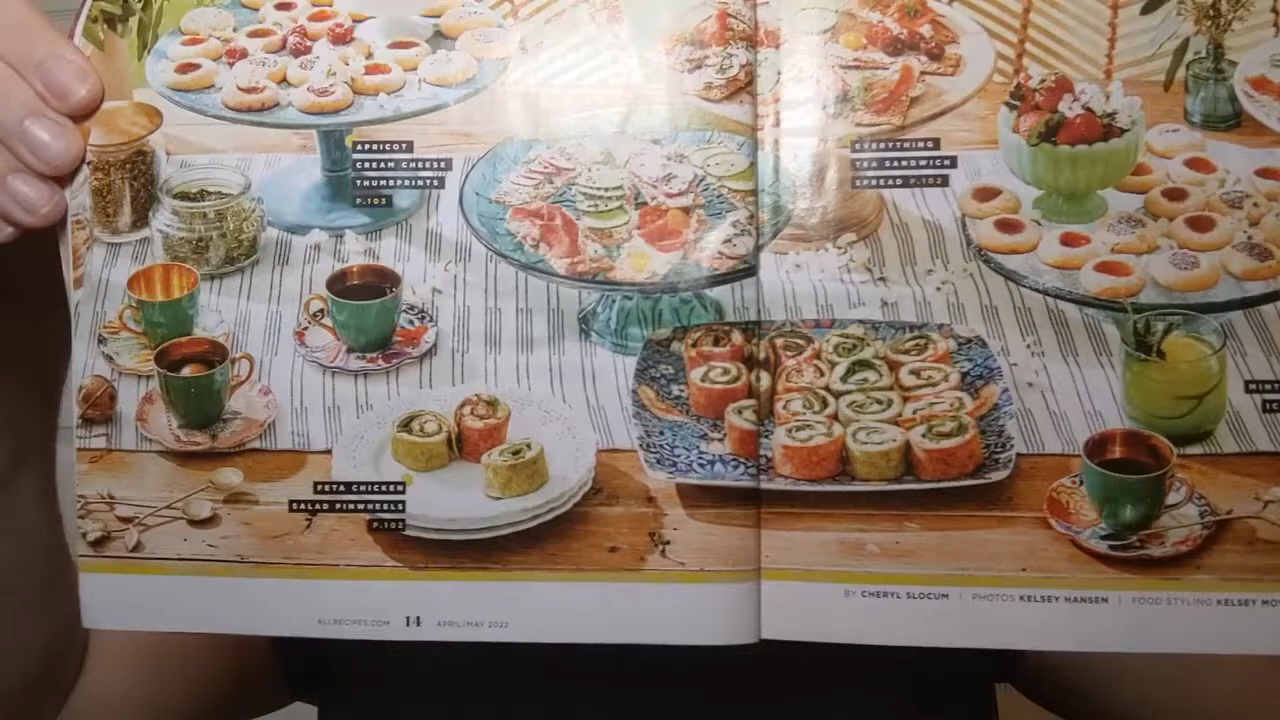 APRICOT
CREAM CHEESE
THUMBPRINTS
P.103
EVERYTHING
TEA SANDWICH
SPREAD P.102
FETA CHICKEN
SALAD PINWHEELS
P.102
MINT
BY CHERYL SLOCUM | PHOTOS KELSEY HANSEN | FOOD STYLING KELSEY
ALLRECIPES.COM 14 APRIL/MAY 2022